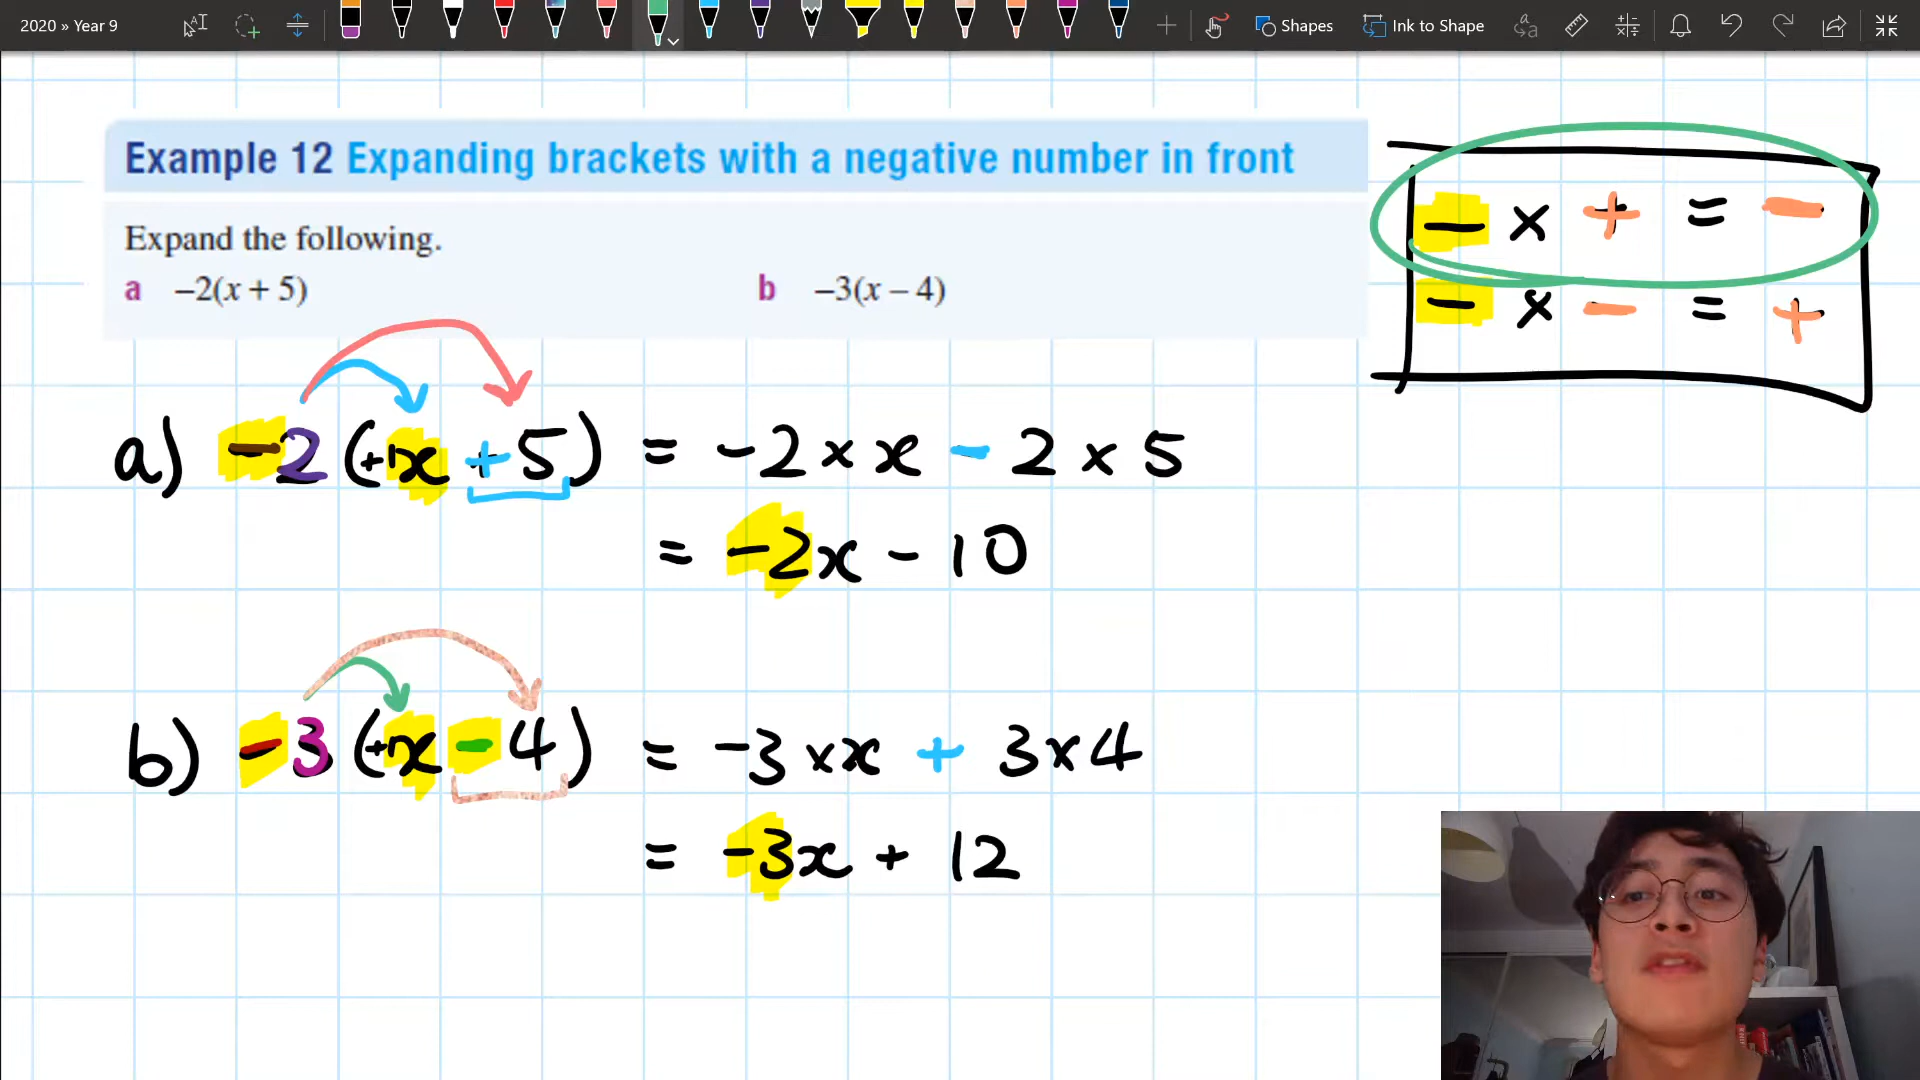 2020 » Year 9
Shapes
Ink to Shape
Example 12 Expanding brackets with a negative number in front
Expand the following.
a –2(x + 5)
b –3(x – 4)
− × + = −
− × − = +
a) −2(+x + 5) = −2 × x − 2 × 5
= −2x − 10
b) −3(+x − 4) = −3 × x + 3 × 4
= −3x + 12